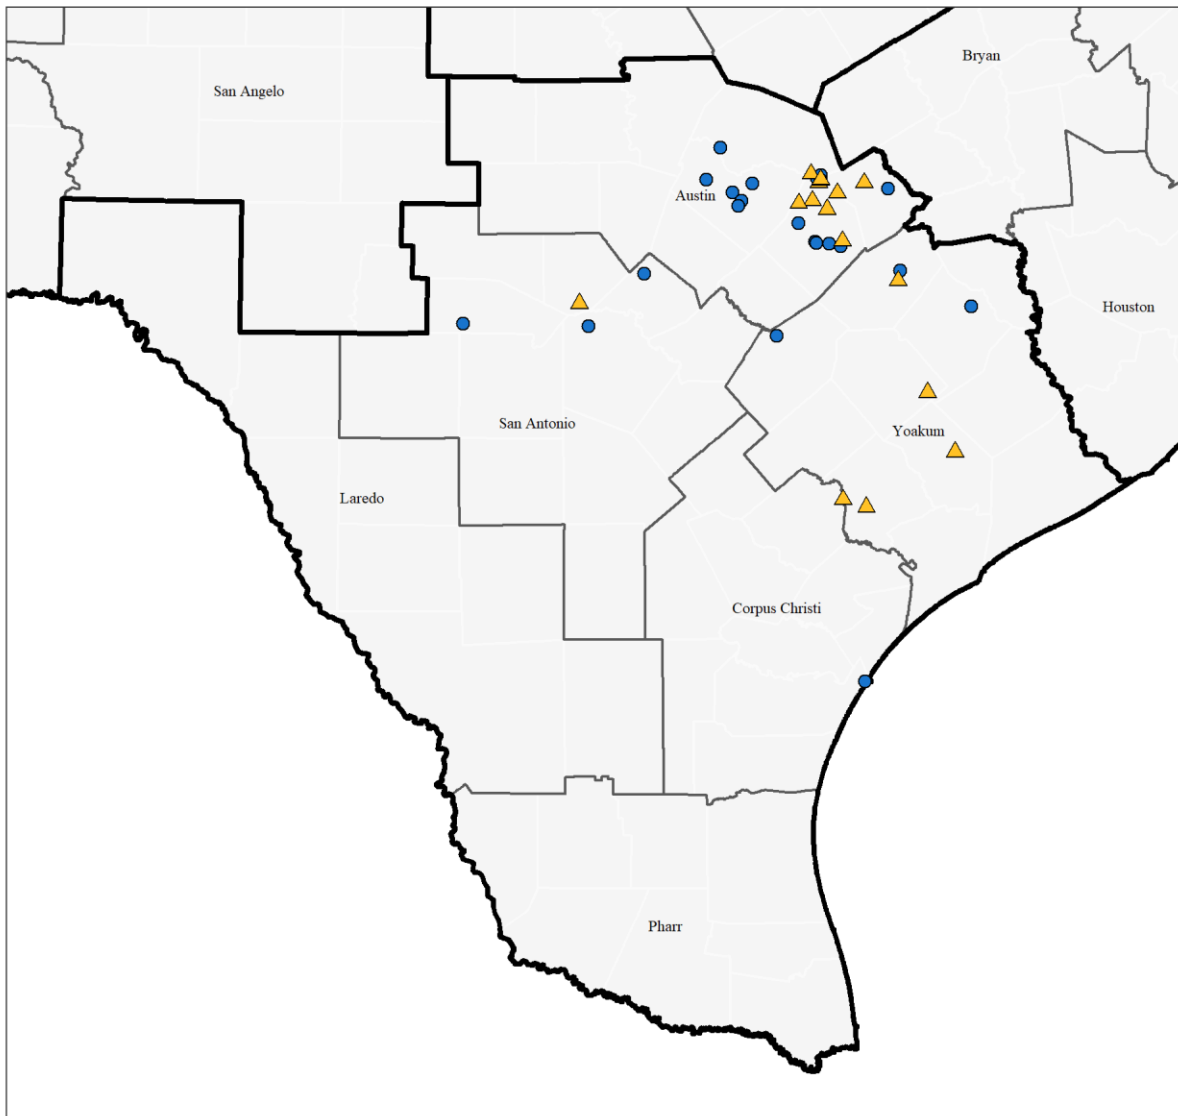 Bryan
San Angelo
Austin
Houston
San Antonio
Yoakum
Laredo
Corpus Christi
Pharr